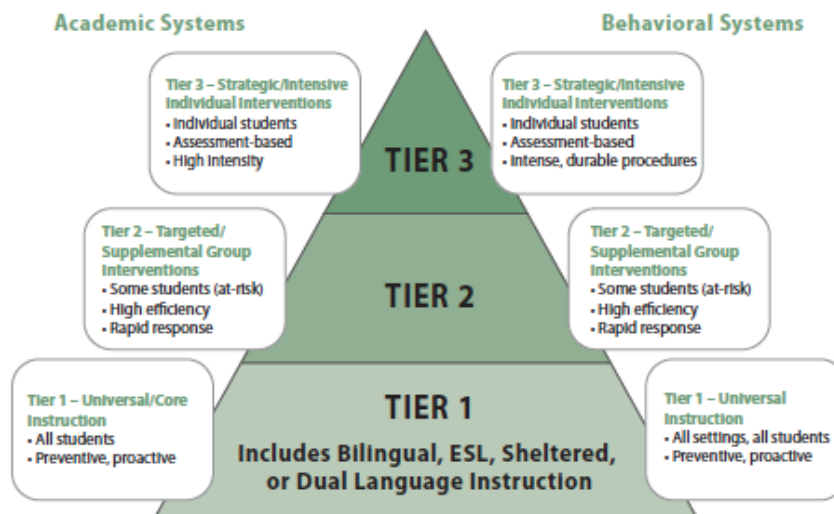 Academic Systems
Behavioral Systems
Tier 3 – Strategic/Intensive
Individual Interventions
▪ Individual students
▪ Assessment-based
▪ High Intensity
TIER 3
Tier 3 – Strategic/Intensive
Individual Interventions
▪ Individual students
▪ Assessment-based
▪ Intense, durable procedures
Tier 2 – Targeted/
Supplemental Group
Interventions
▪ Some students (at-risk)
▪ High efficiency
▪ Rapid response
TIER 2
Tier 2 – Targeted/
Supplemental Group
Interventions
▪ Some students (at-risk)
▪ High efficiency
▪ Rapid response
Tier 1 – Universal/Core
Instruction
▪ All students
▪ Preventive, proactive
TIER 1
Includes Bilingual, ESL, Sheltered,
or Dual Language Instruction
Tier 1 – Universal
Instruction
▪ All settings, all students
▪ Preventive, proactive